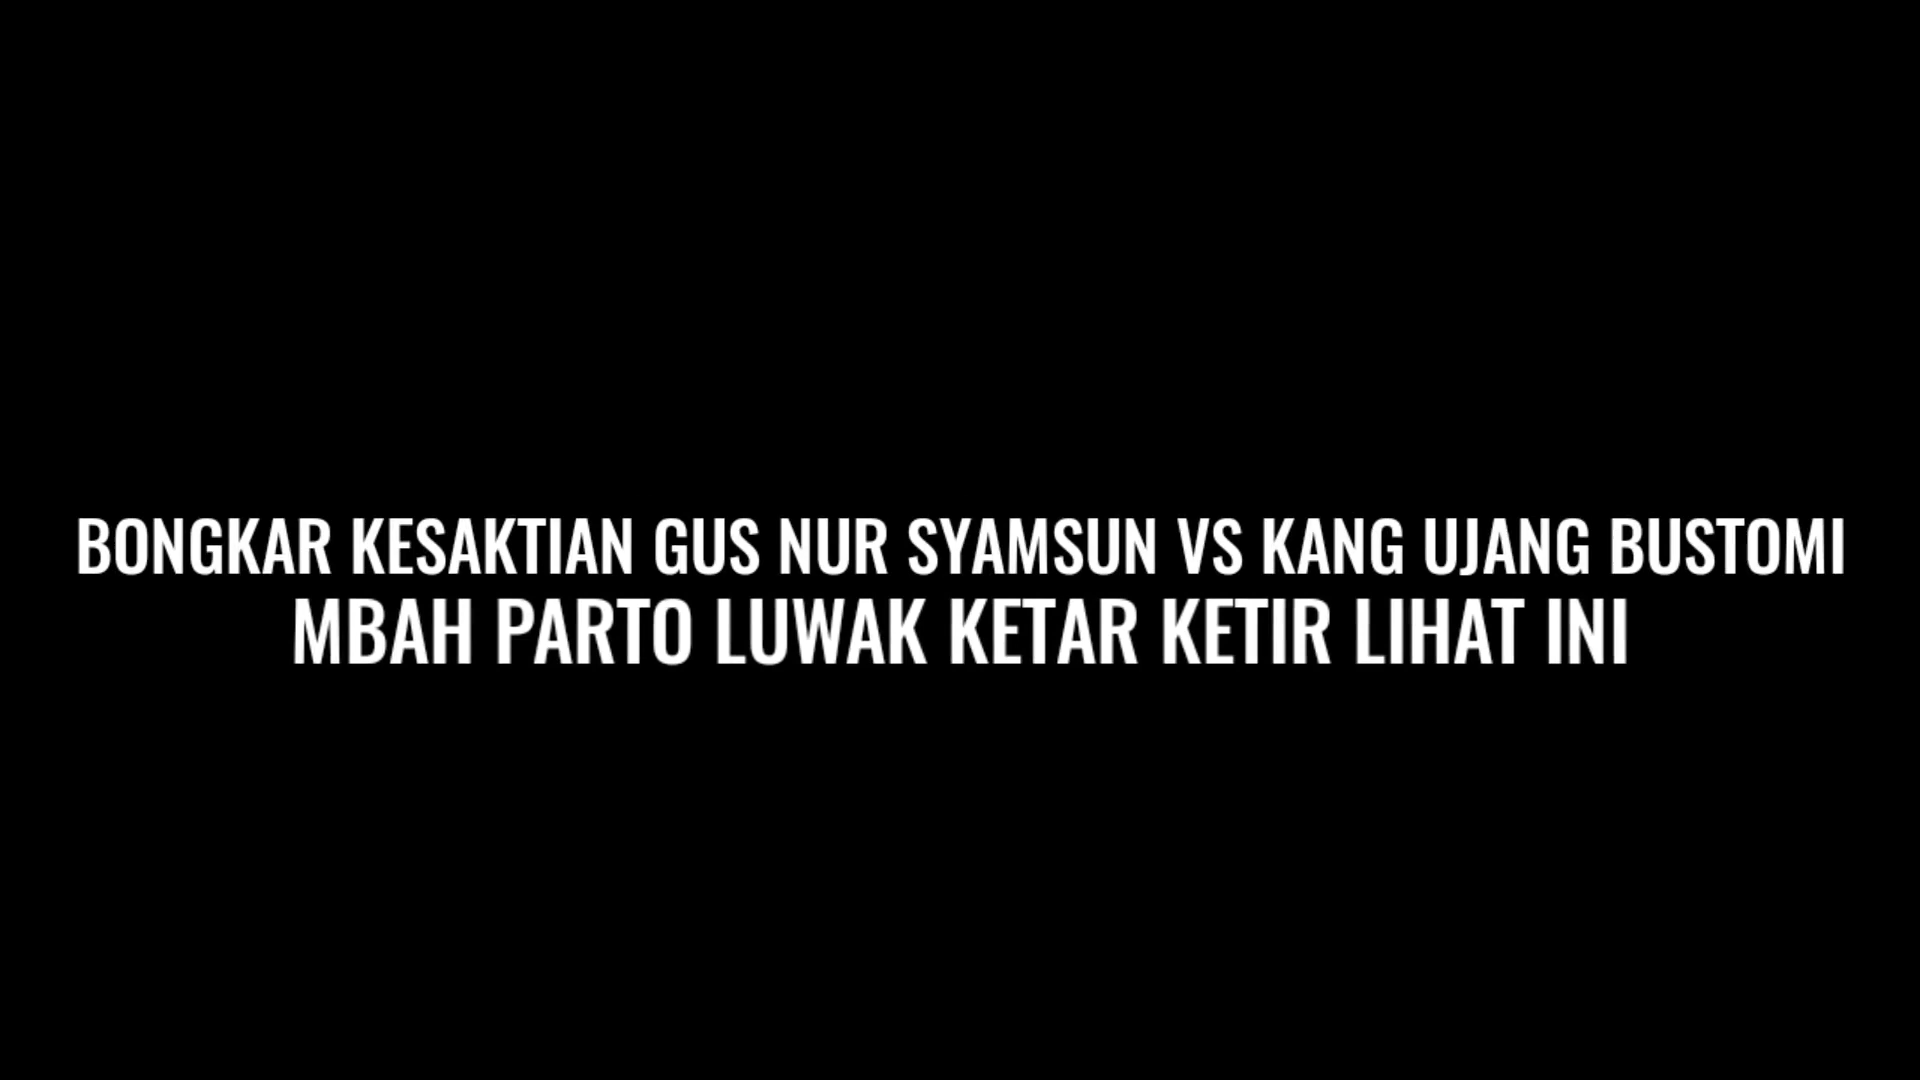 BONGKAR KESAKTIAN GUS NUR SYAMSUN VS KANG UJANG BUSTOMI
MBAH PARTO LUWAK KETAR KETIR LIHAT INI